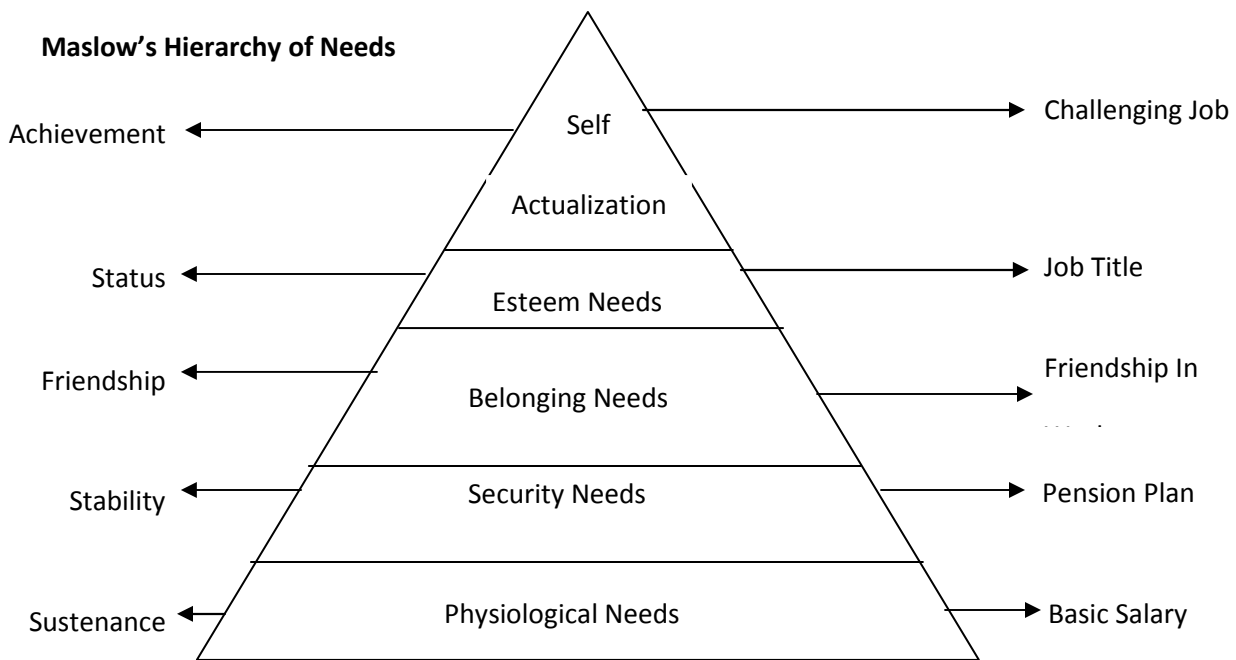 Maslow’s Hierarchy of Needs
Achievement
Self
Challenging Job
Actualization
Status
Job Title
Esteem Needs
Friendship
Friendship In
Belonging Needs
Stability
Security Needs
Pension Plan
Sustenance
Physiological Needs
Basic Salary